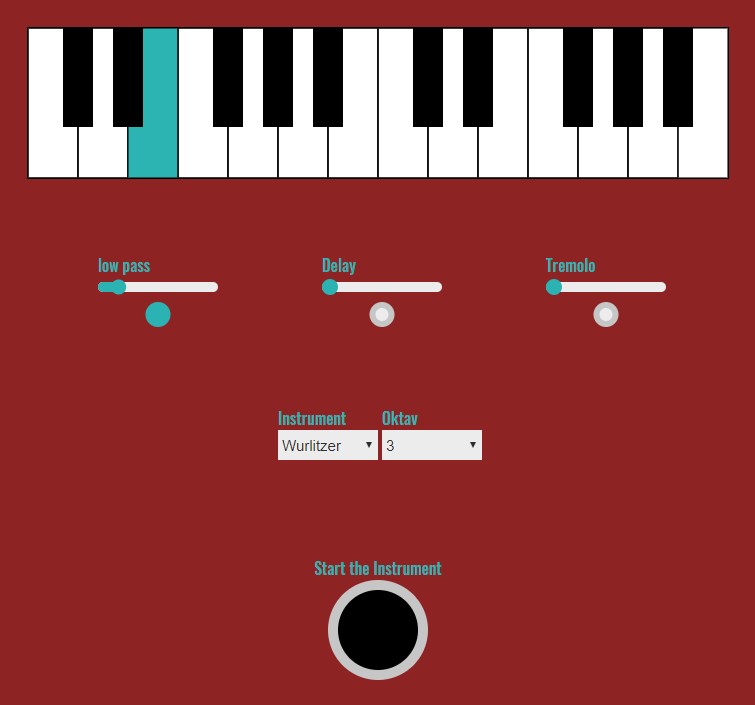 low pass
Delay
Tremolo
Instrument
Oktav
Wurlitzer
3
Start the Instrument